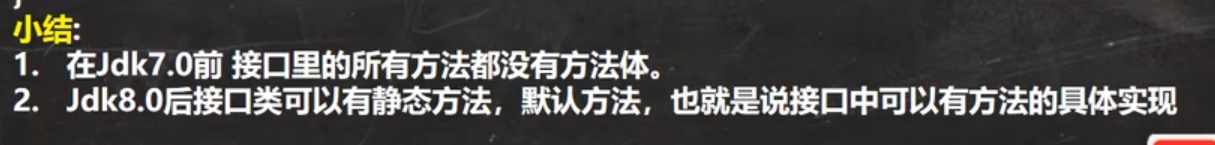 小结:
1. 在Jdk7.0前 接口里的所有方法都没有方法体。
2. Jdk8.0后接口类可以有静态方法，默认方法，也就是说接口中可以有方法的具体实现